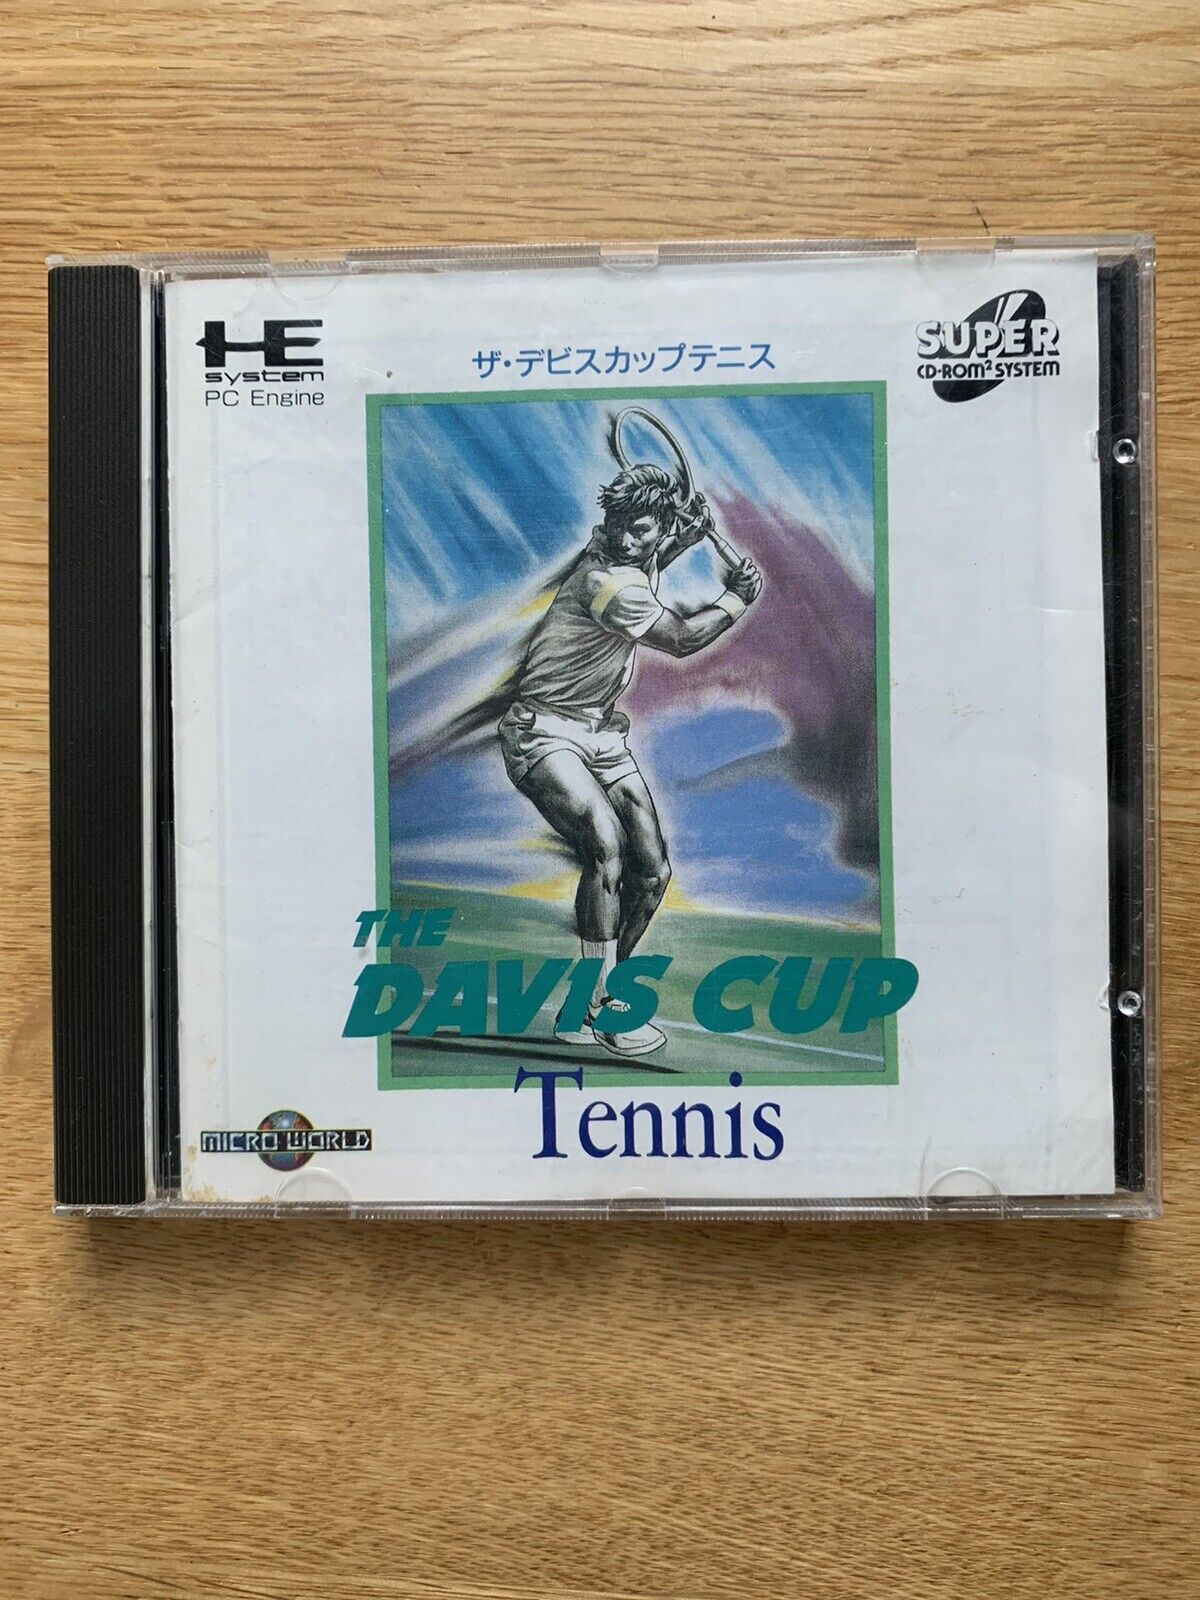 HE
system
PC Engine
ザ・デビスカップテニス
SUPER
CD-ROM² SYSTEM
THE
DAVIS CUP
Tennis
MICRO WORLD